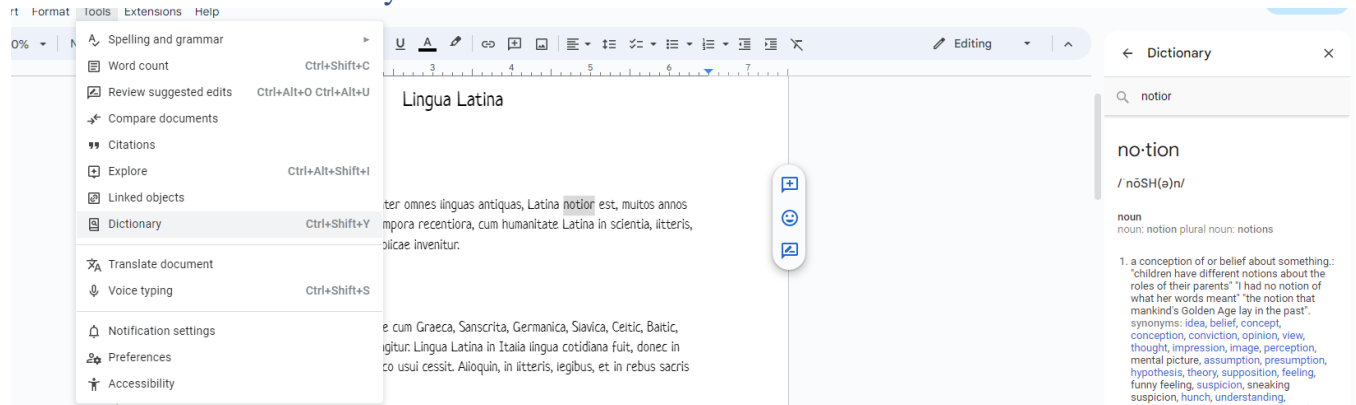 Format Tools Extensions Help
0%
U A
Editing
Spelling and grammar
Word count Ctrl+Shift+C
Review suggested edits Ctrl+Alt+O Ctrl+Alt+U
Compare documents
Citations
Explore Ctrl+Alt+Shift+I
Linked objects
Dictionary Ctrl+Shift+Y
Translate document
Voice typing Ctrl+Shift+S
Notification settings
Preferences
Accessibility
3 4 5 6 7
Lingua Latina
omnes linguas antiquas, Latina notior est, multos annos
recentiora, cum humanitate Latina in scientia, litteris,
invenitur.
cum Graeca, Sanscrita, Germanica, Slavica, Celtic, Baltic,
Lingua Latina in Italia lingua cotidiana fuit, donec in
usui cessit. Alioquin, in litteris, legibus, et in rebus sacris
Dictionary
notior
no·tion
/ˈnōSH(ə)n/
noun
noun: notion plural noun: notions
1. a conception of or belief about something.:
"children have different notions about the
roles of their parents" "I had no notion of
what her words meant" "the notion that
mankind's Golden Age lay in the past".
synonyms: idea, belief, concept,
conception, conviction, opinion, view,
thought, impression, image, perception,
mental picture, assumption, presumption,
hypothesis, theory, supposition, feeling,
funny feeling, suspicion, sneaking
suspicion, hunch, understanding,